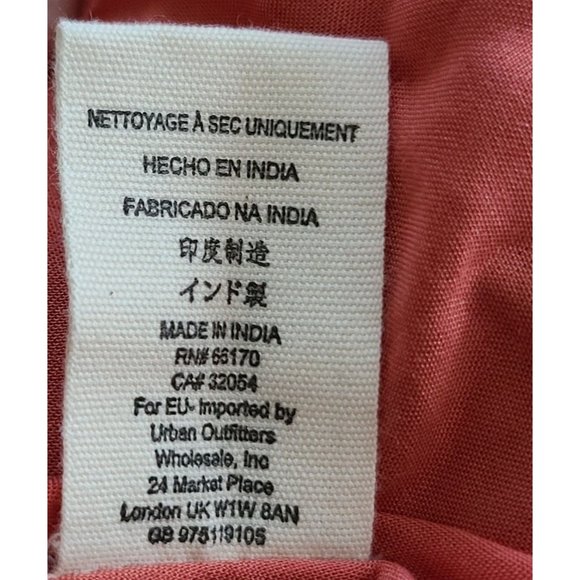 NETTOYAGE À SEC UNIQUEMENT
HECHO EN INDIA
FABRICADO NA INDIA
印度制造
インド製
MADE IN INDIA
RN# 66170
CA# 32054
For EU- Imported by
Urban Outfitters
Wholesale, Inc
24 Market Place
London UK W1W 8AN
GB 975119105